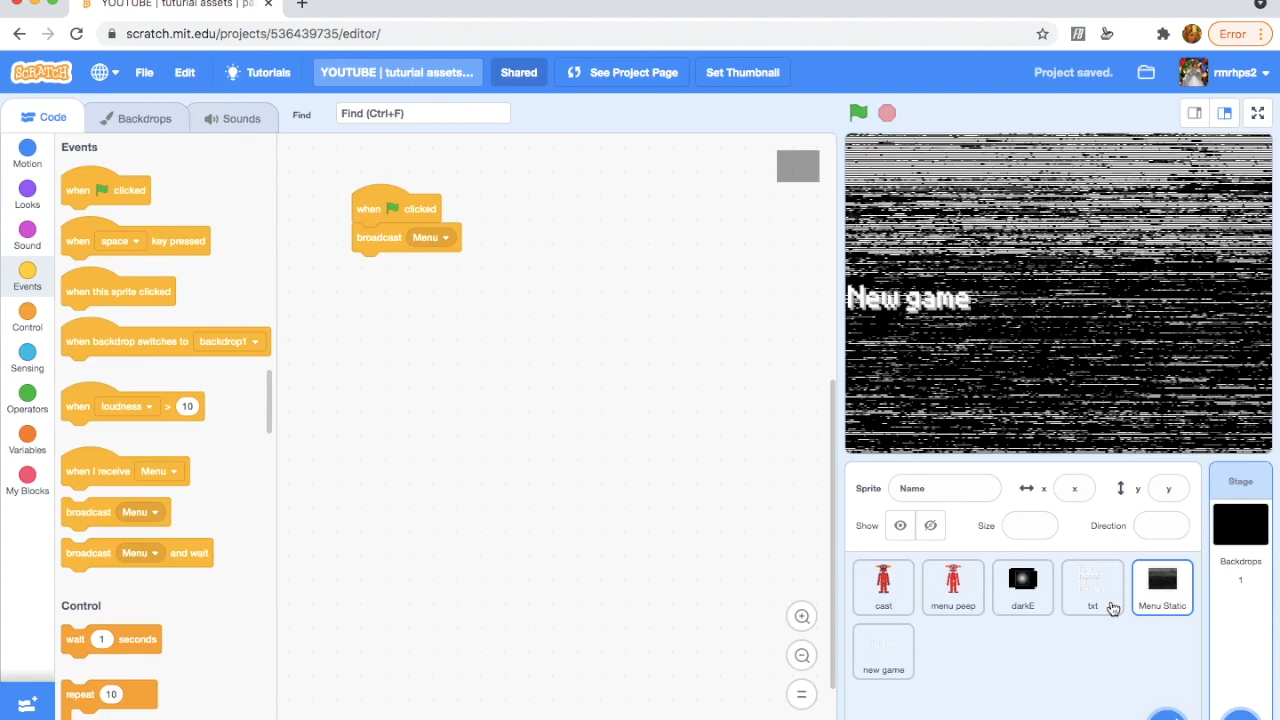 YOUTUBE | tuturial assets | pa
scratch.mit.edu/projects/536439735/editor/
Error
SCRATCH
File
Edit
Tutorials
YOUTUBE | tuturial assets...
Shared
See Project Page
Set Thumbnail
Project saved.
rmrhps2
Code
Backdrops
Sounds
Find
Find (Ctrl+F)
Motion
Looks
Sound
Events
Control
Sensing
Operators
Variables
My Blocks
Events
when clicked
when space key pressed
when this sprite clicked
when backdrop switches to backdrop1
when loudness > 10
when I receive Menu
broadcast Menu
broadcast Menu and wait
Control
wait 1 seconds
repeat 10
when clicked
broadcast Menu
New game
Sprite
Name
x
x
y
y
Show
Size
Direction
cast
menu peep
darkE
txt
Menu Static
new game
Stage
Backdrops
1